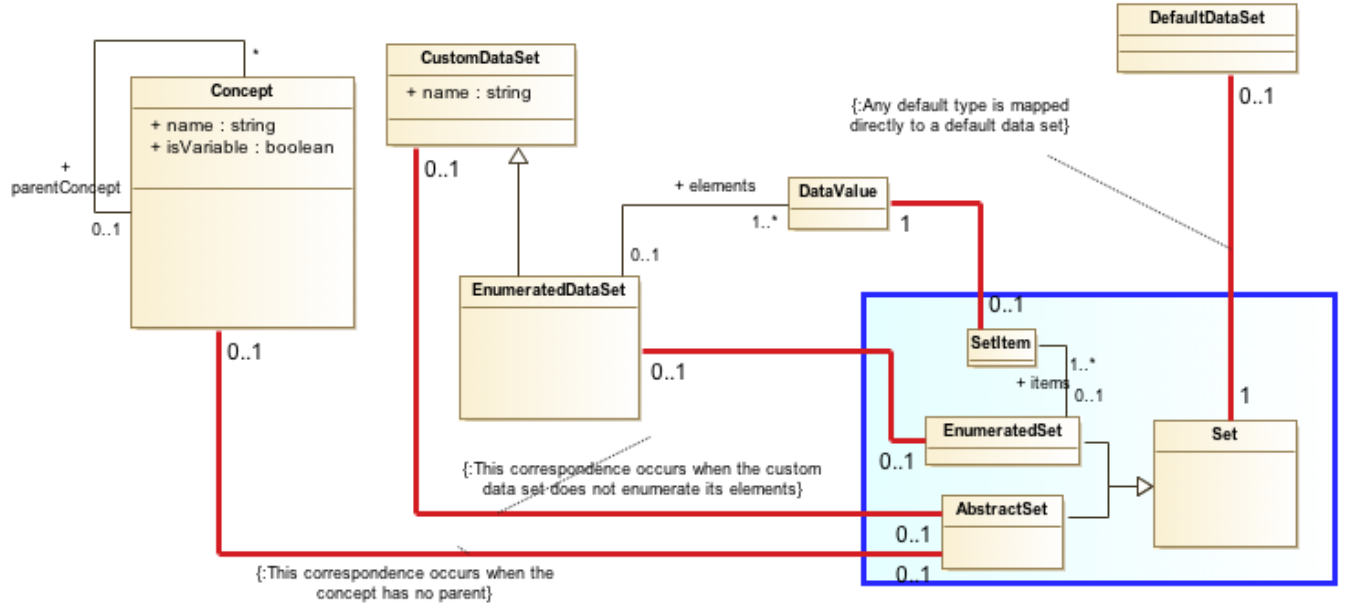 DefaultDataSet
0..1
CustomDataSet
+ name : string
0..1
*
Concept
+ name : string
+ isVariable : boolean
+
parentConcept
0..1
0..1
{:Any default type is mapped
directly to a default data set}
+ elements
1..*
0..1
DataValue
1
EnumeratedDataSet
0..1
0..1
SetItem
1..*
+ items
0..1
1
EnumeratedSet
0..1
Set
{:This correspondence occurs when the custom
data set does not enumerate its elements}
AbstractSet
0..1
0..1
{:This correspondence occurs when the
concept has no parent}